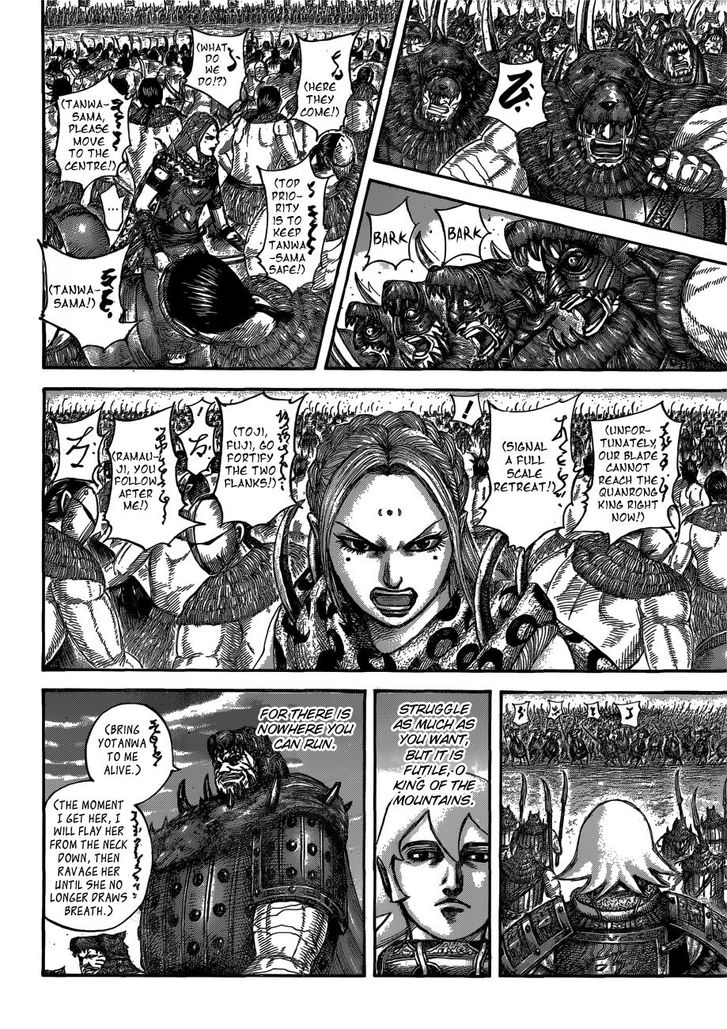 BARK
BARK
(HERE
THEY
COME!)
(WHAT
DO
WE
DO!?)
(TOP
PRIO-
RITY
IS TO
KEEP
TANWA
-SAMA
SAFE!)
(TANWA-
SAMA,
PLEASE
MOVE
TO THE
CENTRE!)
...
(TANWA-
SAMA!)
(UNFOR-
TUNATELY,
OUR BLADE
CANNOT
REACH THE
QUANRONG
KING RIGHT
NOW!)
(SIGNAL
A FULL
SCALE
RETREAT!)
!
(TOJI,
FUJI, GO
FORTIFY
THE TWO
FLANKS!)
(RAMAU-
JI, YOU
FOLLOW
AFTER
ME!)
STRUGGLE
AS MUCH AS
YOU WANT,
BUT IT IS
FUTILE, O
KING OF THE
MOUNTAINS.
FOR THERE IS
NOWHERE YOU
CAN RUN.
(BRING
YOTANWA
TO ME
ALIVE.)
(THE MOMENT
I GET HER, I
WILL FLAY HER
FROM THE NECK
DOWN, THEN
RAVAGE HER
UNTIL SHE NO
LONGER DRAWS
BREATH.)